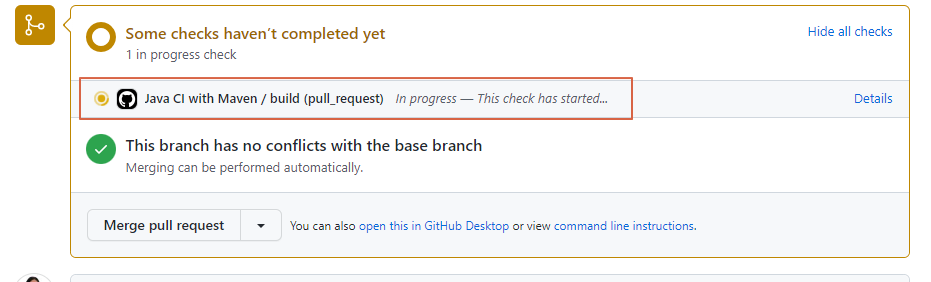 Some checks haven't completed yet
Hide all checks
1 in progress check
Java CI with Maven / build (pull_request) In progress — This check has started...
Details
This branch has no conflicts with the base branch
Merging can be performed automatically.
Merge pull request
You can also open this in GitHub Desktop or view command line instructions.